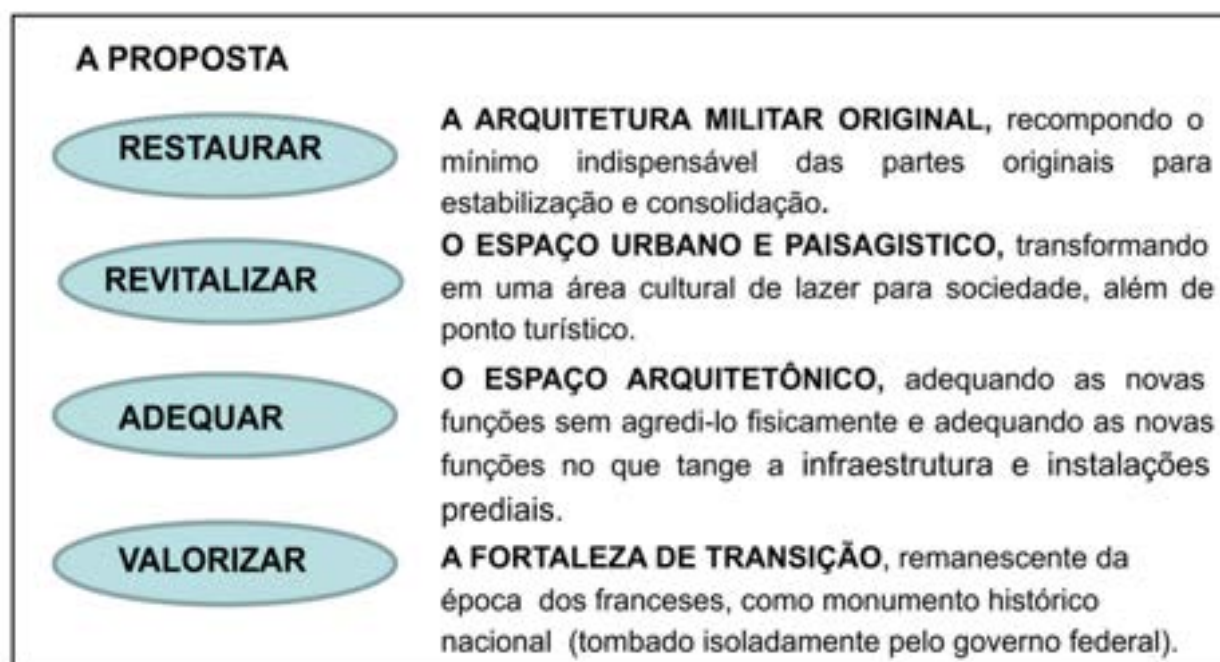 A PROPOSTA
RESTAURAR
A ARQUITETURA MILITAR ORIGINAL, recompondo o
mínimo indispensável das partes originais para
estabilização e consolidação.
REVITALIZAR
O ESPAÇO URBANO E PAISAGISTICO, transformando
em uma área cultural de lazer para sociedade, além de
ponto turístico.
ADEQUAR
O ESPAÇO ARQUITETÔNICO, adequando as novas
funções sem agredi-lo fisicamente e adequando as novas
funções no que tange a infraestrutura e instalações
prediais.
VALORIZAR
A FORTALEZA DE TRANSIÇÃO, remanescente da
época dos franceses, como monumento histórico
nacional (tombado isoladamente pelo governo federal).